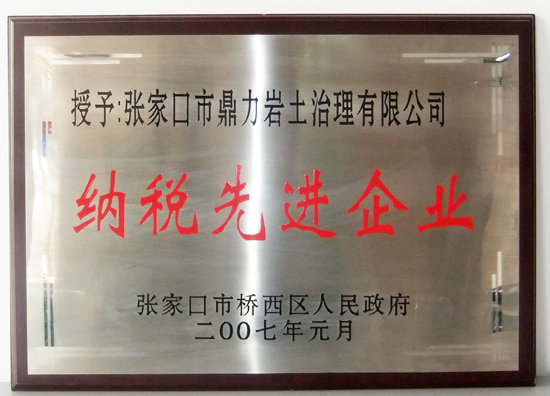 授予:张家口市鼎力岩土治理有限公司
纳税先进企业
张家口市桥西区人民政府
二00七年元月